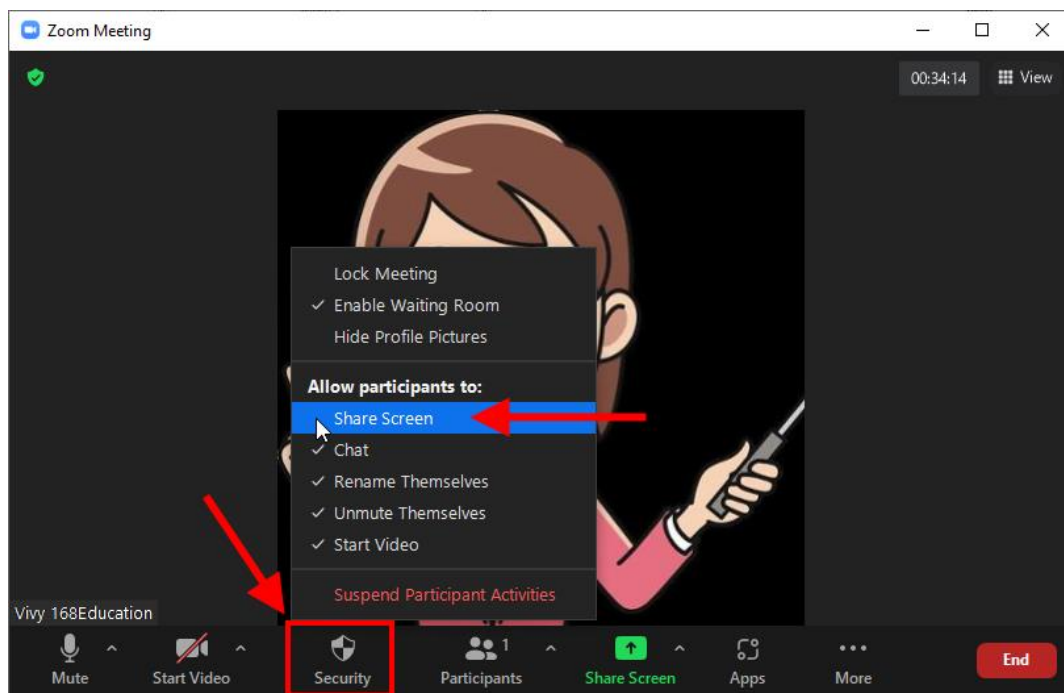 Zoom Meeting
00:34:14 View
Lock Meeting
Enable Waiting Room
Hide Profile Pictures
Allow participants to:
Share Screen
Chat
Rename Themselves
Unmute Themselves
Start Video
Suspend Participant Activities
Vivy 168Education
1
Mute Start Video Security Participants Share Screen Apps More End